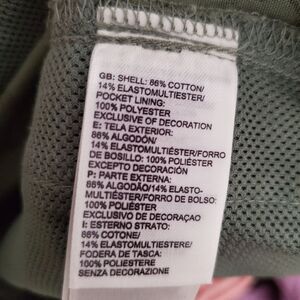 GB: SHELL: 86% COTTON/
14% ELASTOMULTIESTER/
POCKET LINING:
100% POLYESTER
EXCLUSIVE OF DECORATION
E: TELA EXTERIOR:
86% ALGODÓN/
14% ELASTOMULTIÉSTER/FORRO
DE BOSILLO: 100% POLIÉSTER
EXCEPTO DECORACIÓN
P: PARTE EXTERNA:
86% ALGODÃO/14% ELASTO-
MULTIÉSTER/FORRO DE BOLSO:
100% POLIÉSTER
EXCLUSIVO DE DECORAÇAO
I: ESTERNO STRATO:
86% COTONE/
14% ELASTOMULTIESTERE/
FODERA DE TASCA:
100% POLIESTERE
SENZA DECORAZIONE